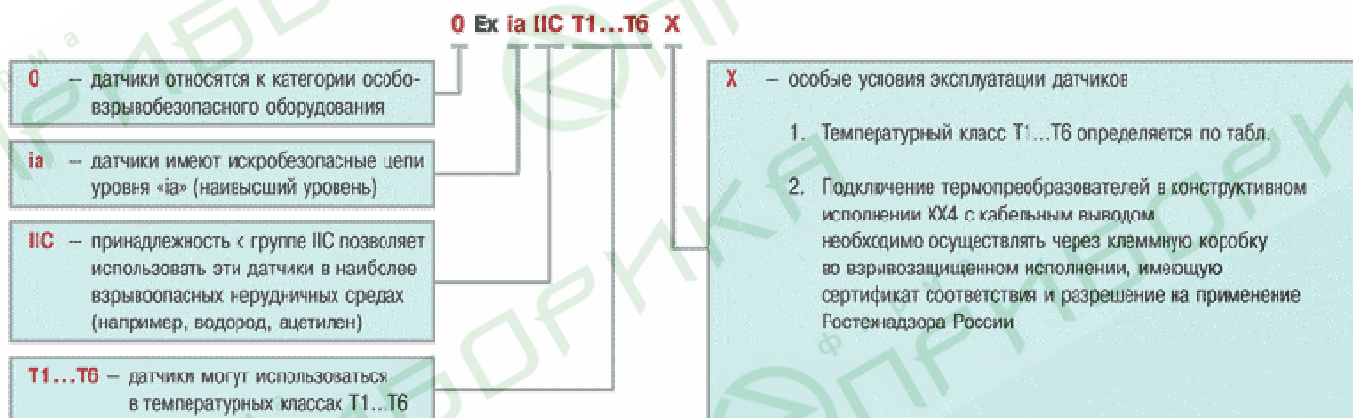 0 Ex ia IIC T1...T6 X
0 – датчики относятся к категории особо-
взрывобезопасного оборудования
ia – датчики имеют искробезопасные цепи
уровня «ia» (наивысший уровень)
IIC – принадлежность к группе IIC позволяет
использовать эти датчики в наиболее
взрывоопасных нерудничных средах
(например, водород, ацетилен)
T1...T6 – датчики могут использоваться
в температурных классах T1...T6
X – особые условия эксплуатации датчиков
1. Температурный класс T1...T6 определяется по табл.
2. Подключение термопреобразователей в конструктивном
исполнении XX4 с кабельным выводом
необходимо осуществлять через клеммную коробку
во взрывозащищенном исполнении, имеющую
сертификат соответствия и разрешение на применение
Гостехнадзора России
ПРИБОРИКА